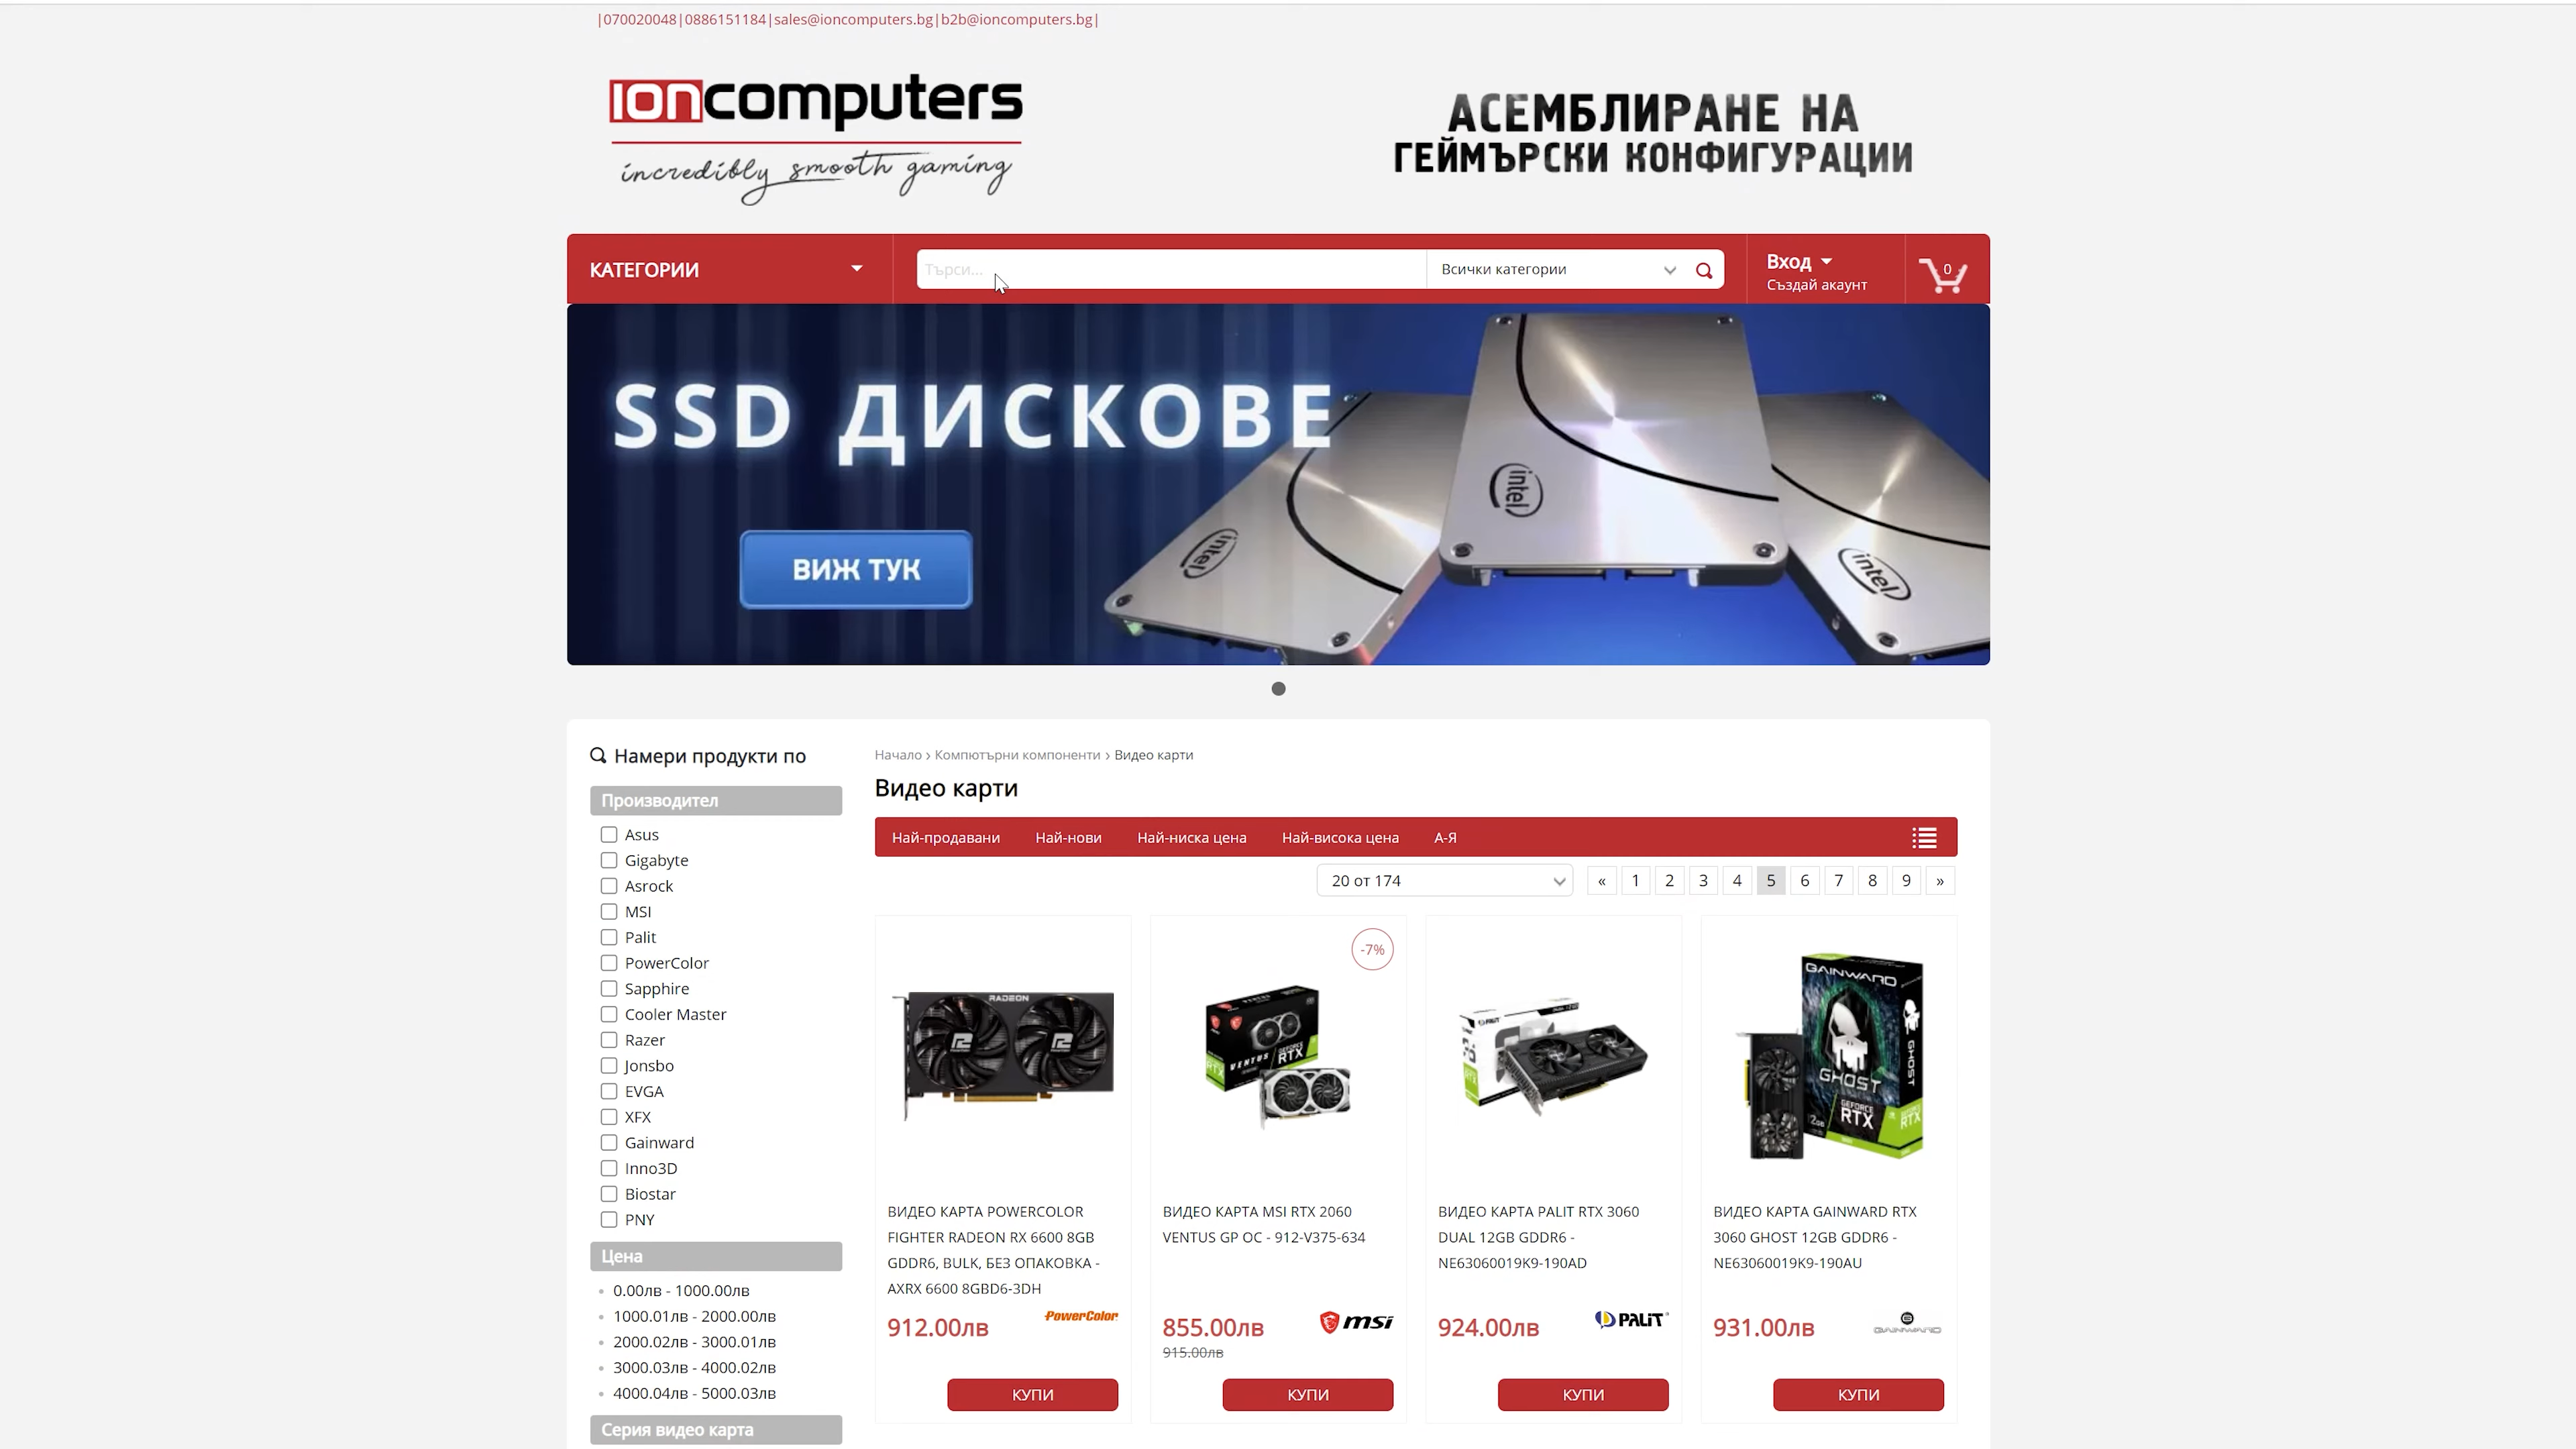 |070020048|0886151184|sales@ioncomputers.bg|b2b@ioncomputers.bg|
ioncomputers
incredibly smooth gaming
АСЕМБЛИРАНЕ НА
ГЕЙМЪРСКИ КОНФИГУРАЦИИ
КАТЕГОРИИ
Търси...
Всички категории
Вход
Създай акаунт
0
SSD ДИСКОВЕ
ВИЖ ТУК
intel
intel
intel
Намери продукти по
Производител
Asus
Gigabyte
Asrock
MSI
Palit
PowerColor
Sapphire
Cooler Master
Razer
Jonsbo
EVGA
XFX
Gainward
Inno3D
Biostar
PNY
Цена
0.00лв - 1000.00лв
1000.01лв - 2000.00лв
2000.02лв - 3000.01лв
3000.03лв - 4000.02лв
4000.04лв - 5000.03лв
Серия видео карта
Начало › Компютърни компоненти › Видео карти
Видео карти
Най-продавани Най-нови Най-ниска цена Най-висока цена А-Я
20 от 174 « 1 2 3 4 5 6 7 8 9 »
RADEON
ВИДЕО КАРТА POWERCOLOR
FIGHTER RADEON RX 6600 8GB
GDDR6, BULK, БЕЗ ОПАКОВКА -
AXRX 6600 8GBD6-3DH
912.00лв PowerColor
КУПИ
-7%
VENTUS GEFORCE RTX
ВИДЕО КАРТА MSI RTX 2060
VENTUS GP OC - 912-V375-634
855.00лв msi
915.00лв
КУПИ
PALIT
ВИДЕО КАРТА PALIT RTX 3060
DUAL 12GB GDDR6 -
NE63060019K9-190AD
924.00лв PALIT
КУПИ
GAINWARD
GHOST
GHOST
GEFORCE
RTX
RTX
ВИДЕО КАРТА GAINWARD RTX
3060 GHOST 12GB GDDR6 -
NE63060019K9-190AU
931.00лв GAINWARD
КУПИ